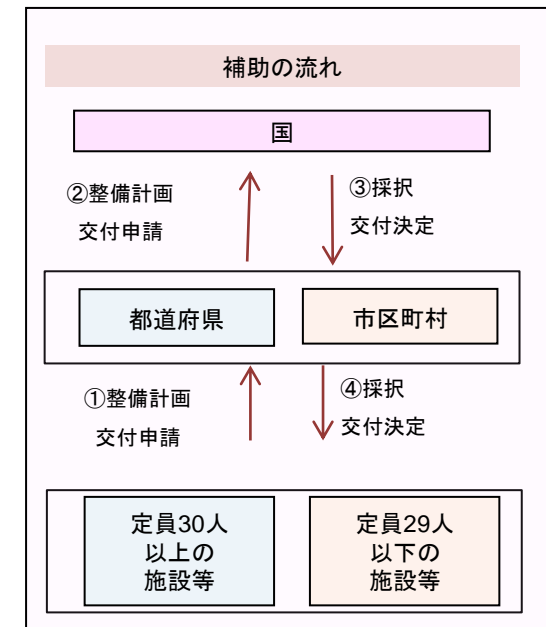 補助の流れ
国
②整備計画
交付申請
③採択
交付決定
都道府県
市区町村
①整備計画
交付申請
④採択
交付決定
定員30人
以上の
施設等
定員29人
以下の
施設等